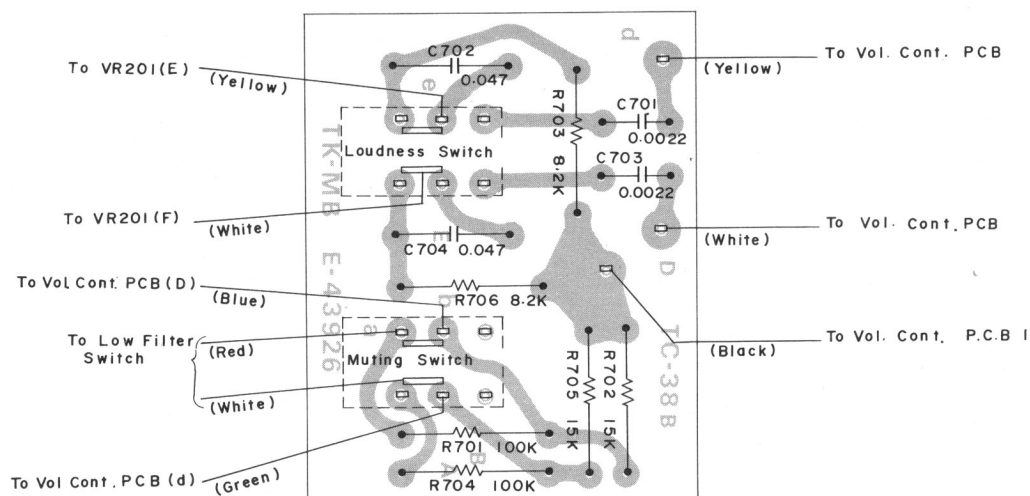 To VR201(E)
(Yellow)
C702
0.047
e
d
(Yellow)
To Vol. Cont. PCB
Loudness Switch
R703 8.2K
C701
0.0022
C703
0.0022
To VR201(F)
(White)
C704 0.047
E
D
(White)
To Vol. Cont. PCB
TK-MB E-43926
To Vol. Cont. PCB (D)
(Blue)
R706 8.2K
b
a
To Low Filter
Switch
(Red)
Muting Switch
(White)
R705 15K
R702 15K
TC-38B
(Black)
To Vol. Cont. P.C.B 1
R701 100K
B
A
R704 100K
To Vol Cont. PCB (d)
(Green)